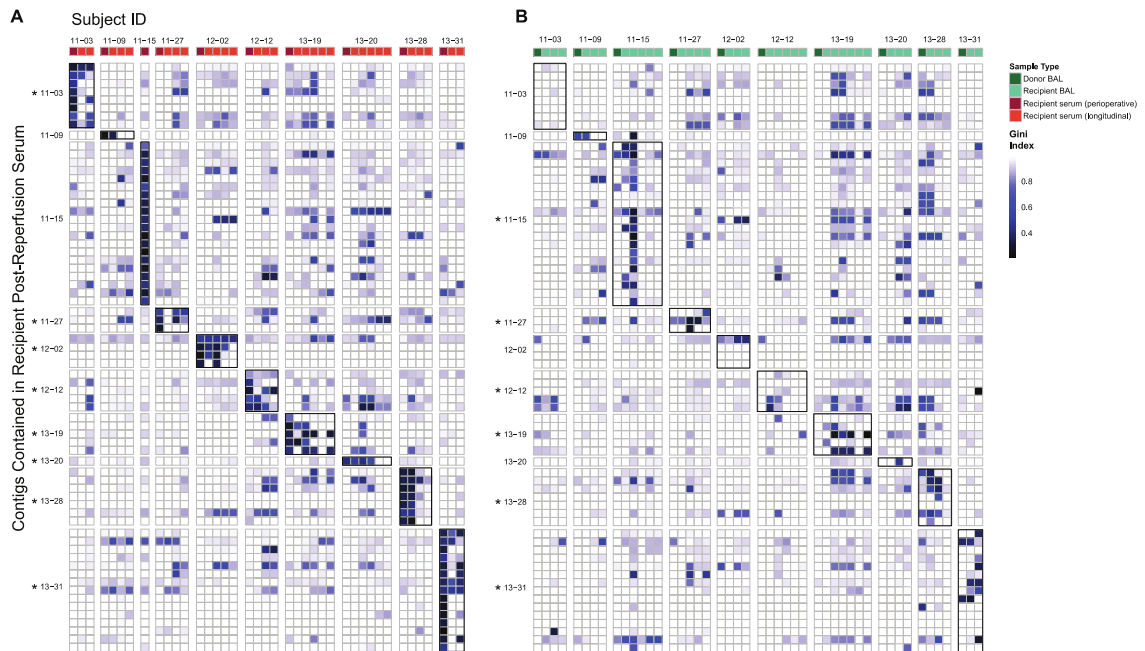 A
Subject ID
11-03 11-09 11-15 11-27 12-02 12-12 13-19 13-20 13-28 13-31
Contigs Contained in Recipient Post-Reperfusion Serum
* 11-03
11-09
11-15
* 11-27
* 12-02
* 12-12
* 13-19
* 13-20
* 13-28
* 13-31
B
11-03 11-09 11-15 11-27 12-02 12-12 13-19 13-20 13-28 13-31
11-03
11-09
* 11-15
* 11-27
12-02
* 12-12
* 13-19
13-20
* 13-28
* 13-31
Sample Type
Donor BAL
Recipient BAL
Recipient serum (perioperative)
Recipient serum (longitudinal)
Gini
Index
0.8
0.6
0.4